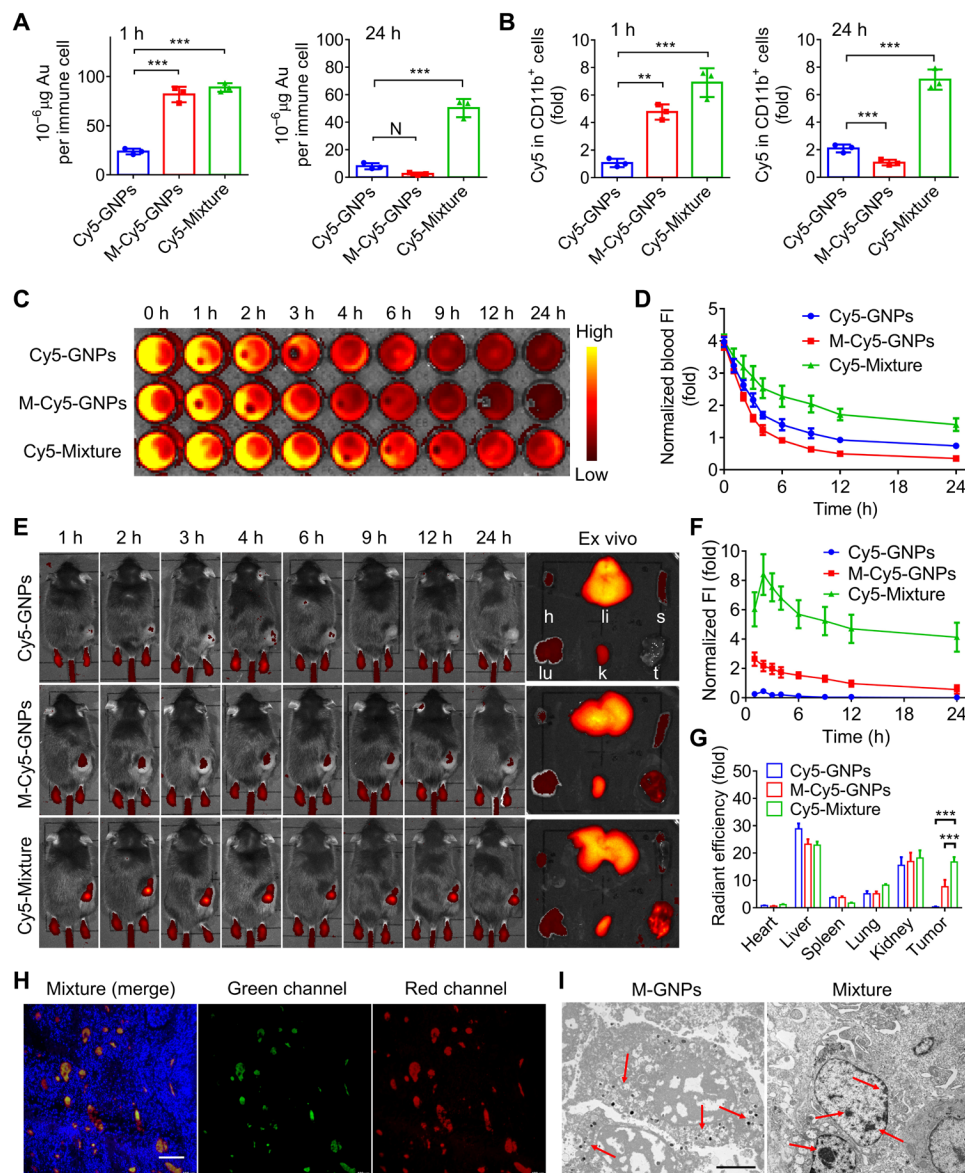 A
1 h
***
***
100
50
0
10⁻⁶μg Au
per immune cell
Cy5-GNPs
M-Cy5-GNPs
Cy5-Mixture
24 h
***
N
100
80
60
40
20
0
10⁻⁶μg Au
per immune cell
Cy5-GNPs
M-Cy5-GNPs
Cy5-Mixture
B
1 h
***
**
10
8
6
4
2
0
Cy5 in CD11b⁺ cells
(fold)
Cy5-GNPs
M-Cy5-GNPs
Cy5-Mixture
24 h
***
***
10
8
6
4
2
0
Cy5 in CD11b⁺ cells
(fold)
Cy5-GNPs
M-Cy5-GNPs
Cy5-Mixture
C
0 h 1 h 2 h 3 h 4 h 6 h 9 h 12 h 24 h
Cy5-GNPs
M-Cy5-GNPs
Cy5-Mixture
High
Low
D
Normalized blood FI
(fold)
5
4
3
2
1
0
0 6 12 18 24
Time (h)
Cy5-GNPs
M-Cy5-GNPs
Cy5-Mixture
E
1 h 2 h 3 h 4 h 6 h 9 h 12 h 24 h Ex vivo
Cy5-GNPs
M-Cy5-GNPs
Cy5-Mixture
h li s
lu k t
F
Normalized FI (fold)
10
8
6
4
2
0
0 6 12 18 24
Time (h)
Cy5-GNPs
M-Cy5-GNPs
Cy5-Mixture
G
Radiant efficiency (fold)
50
40
30
20
10
0
Cy5-GNPs
M-Cy5-GNPs
Cy5-Mixture
***
***
Heart
Liver
Spleen
Lung
Kidney
Tumor
H
Mixture (merge) Green channel Red channel
I
M-GNPs Mixture